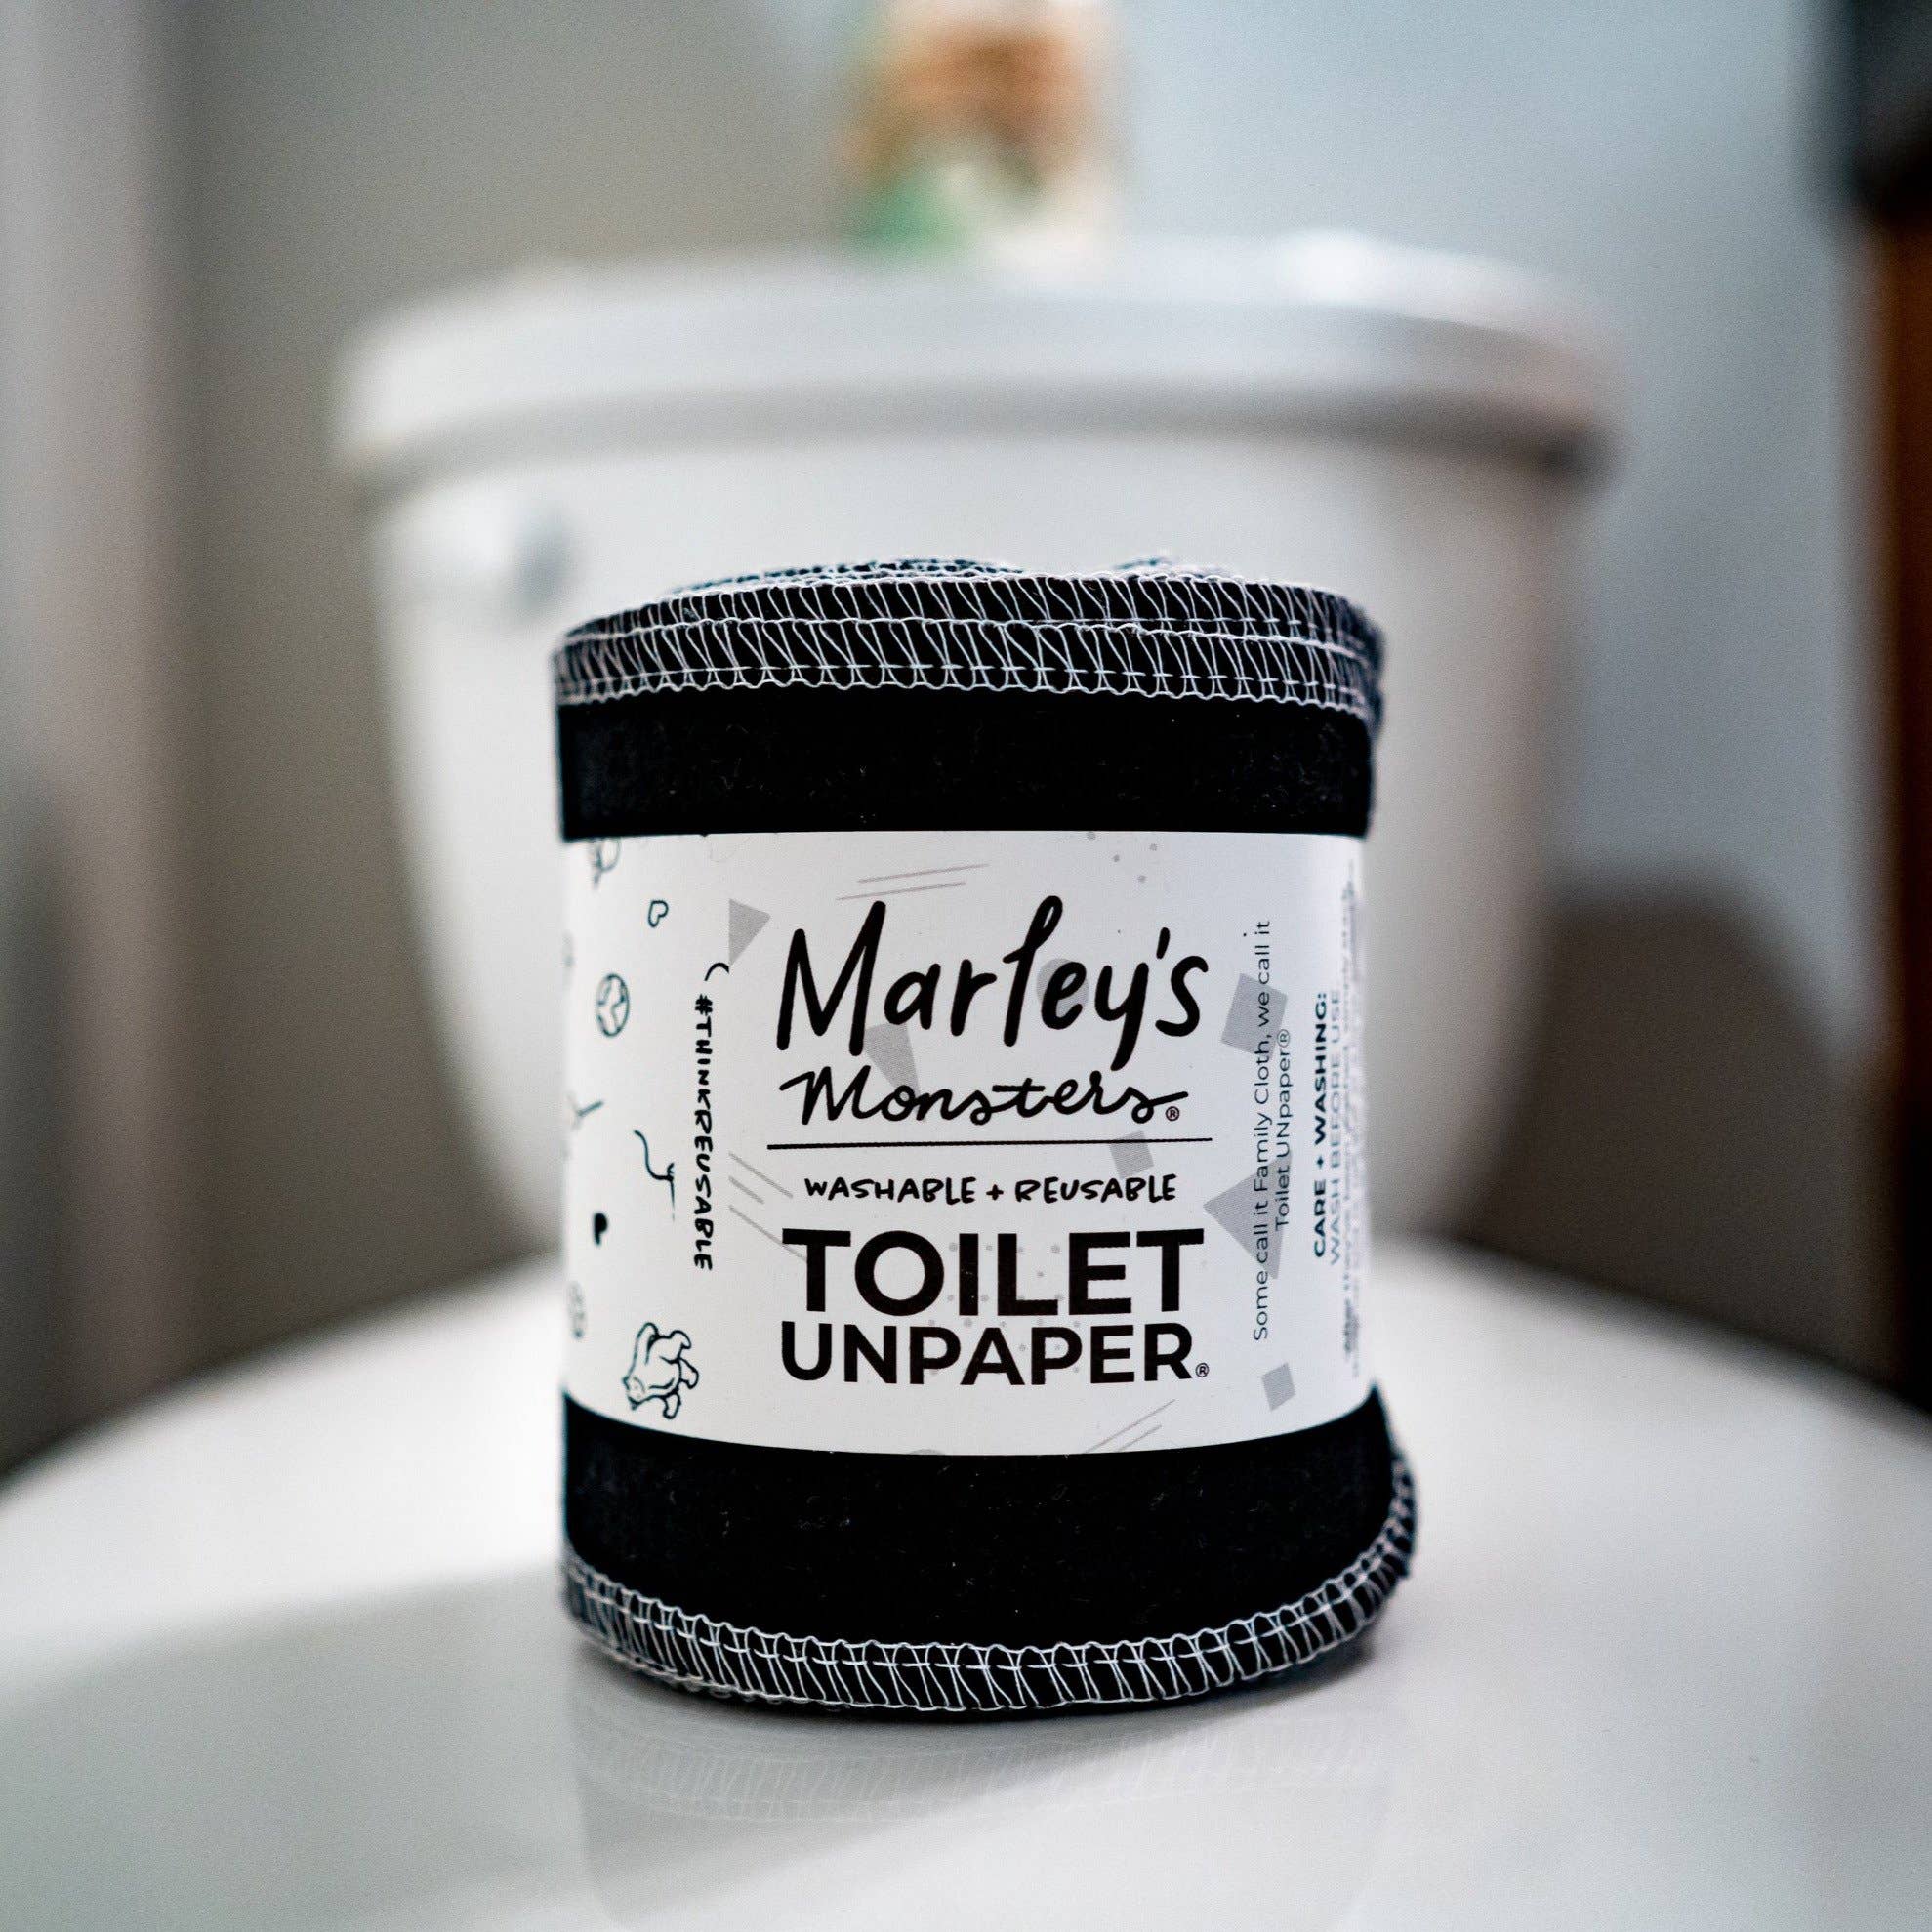 #THINKREUSABLE
Marley's
Monsters®
WASHABLE + REUSABLE
TOILET
UNPAPER®
Some call it Family Cloth, we call it
Toilet UNpaper®
CARE + WASHING:
WASH BEFORE USE